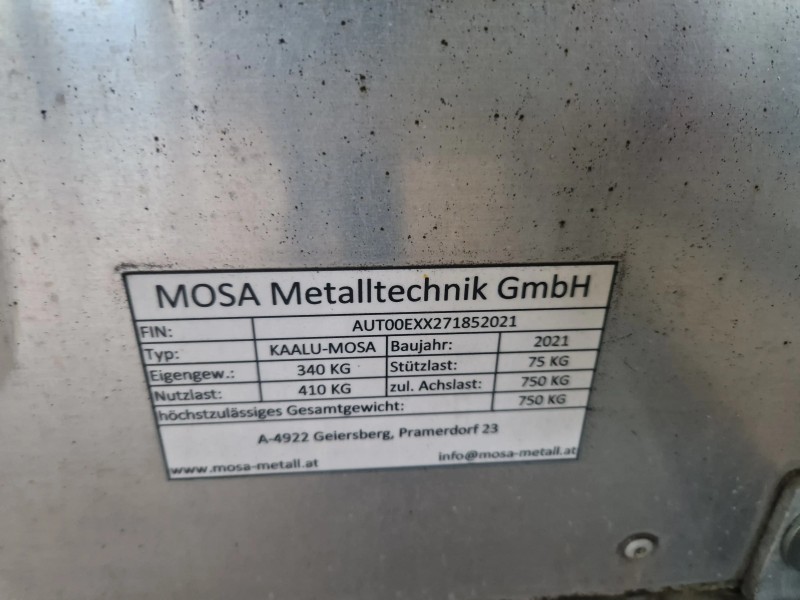 MOSA Metalltechnik GmbH
FIN: AUT00EXX271852021
Typ: KAALU-MOSA Baujahr: 2021
Eigengew.: 340 KG Stützlast: 75 KG
Nutzlast: 410 KG zul. Achslast: 750 KG
höchstzulässiges Gesamtgewicht: 750 KG
A-4922 Geiersberg, Pramerdorf 23
www.mosa-metall.at info@mosa-metall.at